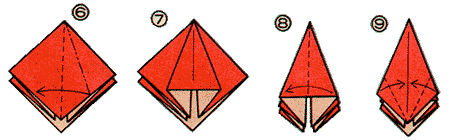 ⑥ ⑦ ⑧ ⑨